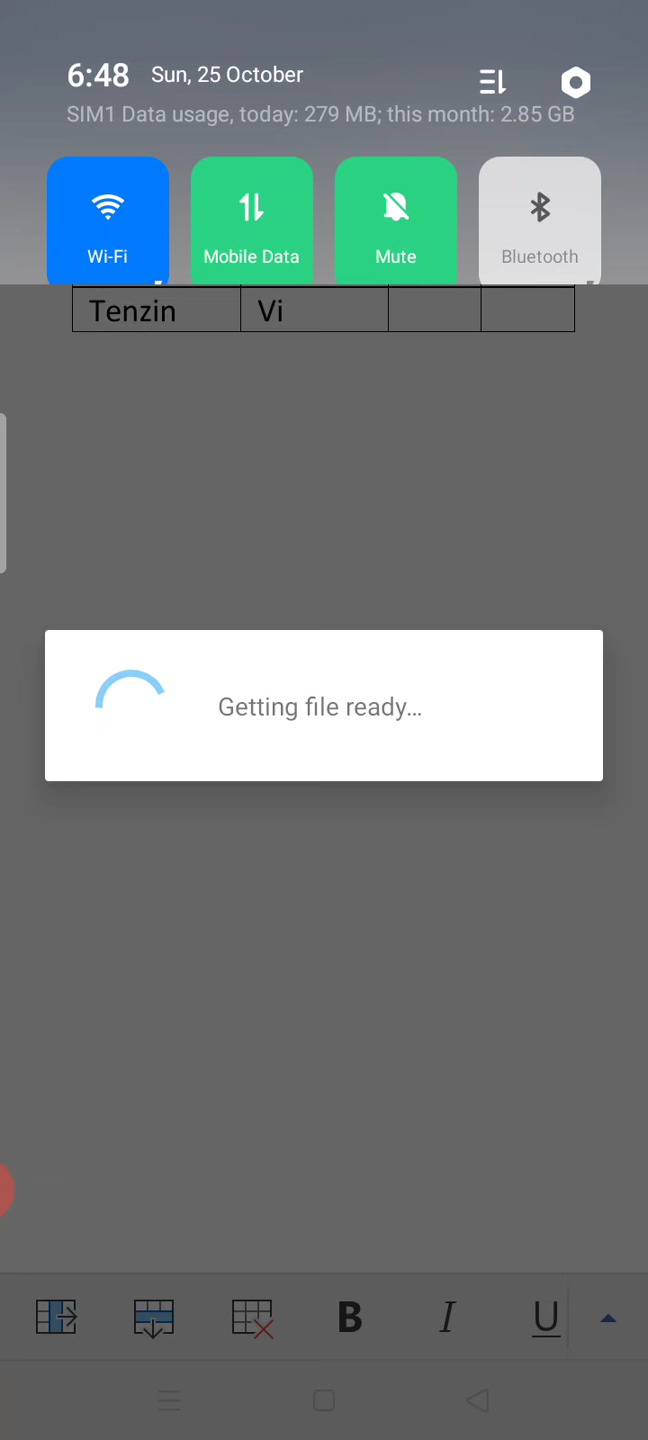 6:48 Sun, 25 October
SIM1 Data usage, today: 279 MB; this month: 2.85 GB
Wi-Fi Mobile Data Mute Bluetooth
Tenzin Vi
Getting file ready...
B I U